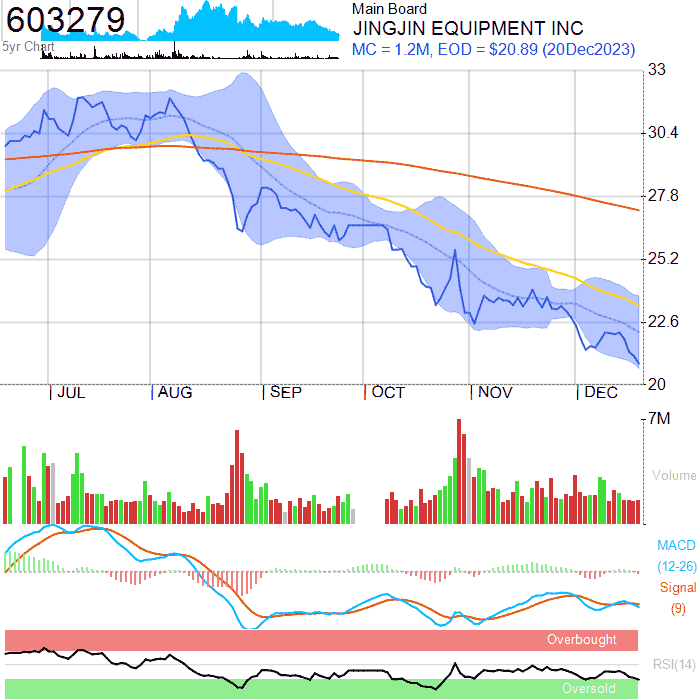 603279
5yr Chart
Main Board
JINGJIN EQUIPMENT INC
MC = 1.2M, EOD = $20.89 (20Dec2023)
33
30.4
27.8
25.2
22.6
20
JUL AUG SEP OCT NOV DEC
7M
Volume
MACD
(12-26)
Signal
(9)
Overbought
RSI(14)
Oversold